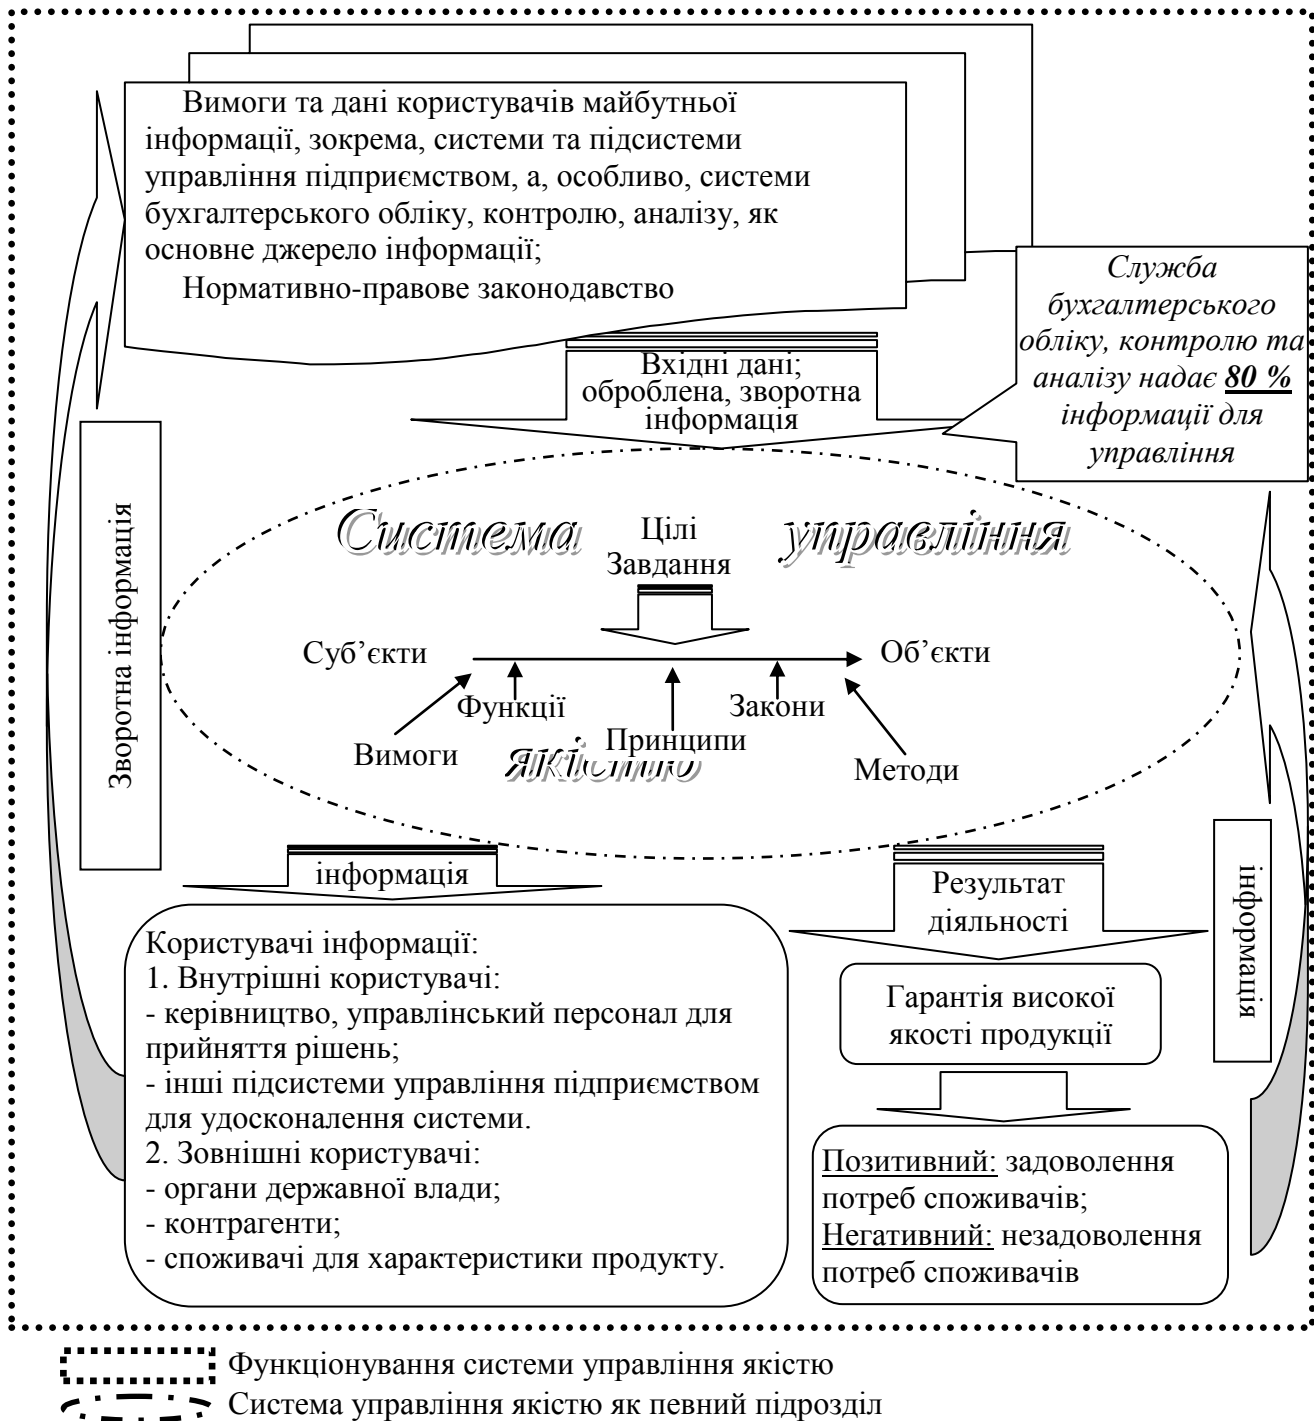 Вимоги та дані користувачів майбутньої
інформації, зокрема, системи та підсистеми
управління підприємством, а, особливо, системи
бухгалтерського обліку, контролю, аналізу, як
основне джерело інформації;
Нормативно-правове законодавство
Служба
бухгалтерського
обліку, контролю та
аналізу надає 80 %
інформації для
управління
Вхідні дані;
оброблена, зворотна
інформація
Зворотна інформація
Система управління
Цілі
Завдання
Суб’єкти
Об’єкти
Функції
Закони
Вимоги
Принципи
Методи
якістю
інформація
Результат
діяльності
інформація
Користувачі інформації:
1. Внутрішні користувачі:
- керівництво, управлінський персонал для
прийняття рішень;
- інші підсистеми управління підприємством
для удосконалення системи.
2. Зовнішні користувачі:
- органи державної влади;
- контрагенти;
- споживачі для характеристики продукту.
Гарантія високої
якості продукції
Позитивний: задоволення
потреб споживачів;
Негативний: незадоволення
потреб споживачів
Функціонування системи управління якістю
Система управління якістю як певний підрозділ